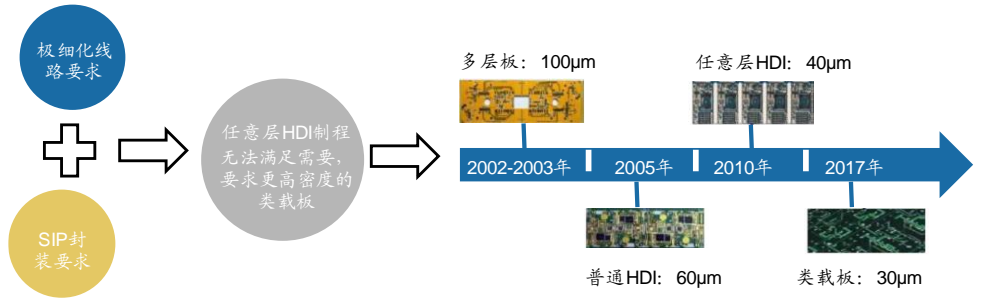 极细化线
路要求
SIP封
装要求
任意层HDI制程
无法满足需要，
要求更高密度的
类载板
多层板：100μm
任意层HDI：40μm
2002-2003年
2005年
2010年
2017年
普通HDI：60μm
类载板：30μm